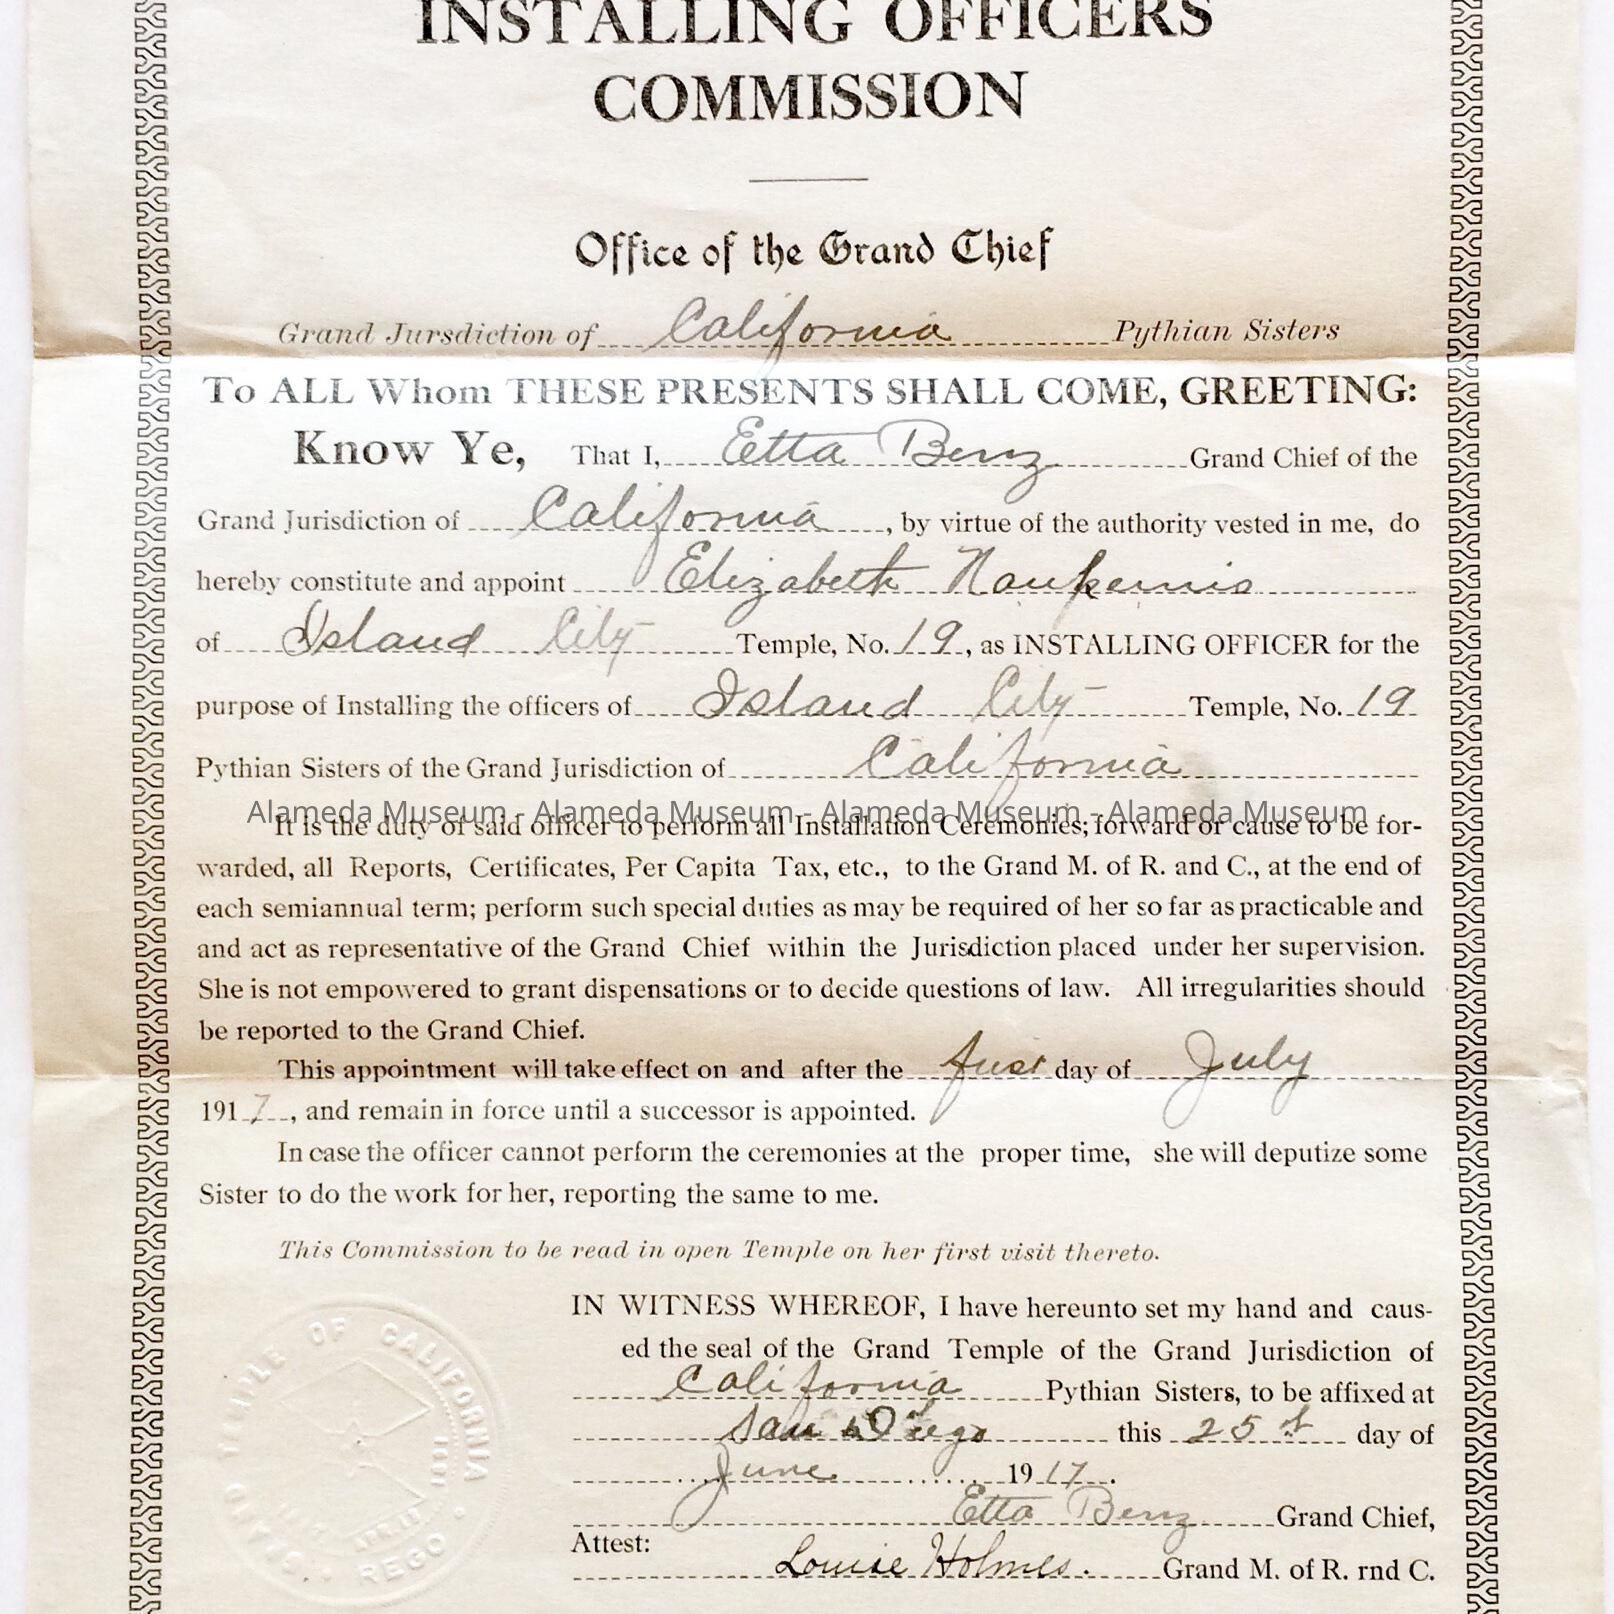 INSTALLING OFFICERS
COMMISSION
Office of the Grand Chief
Grand Jursdiction of California Pythian Sisters
To ALL Whom THESE PRESENTS SHALL COME, GREETING:
Know Ye, That I, Etta Benz Grand Chief of the
Grand Jurisdiction of California, by virtue of the authority vested in me, do
hereby constitute and appoint Elizabeth
of Island City Temple, No. 19, as INSTALLING OFFICER for the
purpose of Installing the officers of Island City Temple, No. 19
Pythian Sisters of the Grand Jurisdiction of California
Alameda Museum - Alameda Museum - Alameda Museum - Alameda Museum
It is the duty of said officer to perform all Installation Ceremonies; forward or cause to be for-
warded, all Reports, Certificates, Per Capita Tax, etc., to the Grand M. of R. and C., at the end of
each semiannual term; perform such special duties as may be required of her so far as practicable and
and act as representative of the Grand Chief within the Jurisdiction placed under her supervision.
She is not empowered to grant dispensations or to decide questions of law. All irregularities should
be reported to the Grand Chief.
This appointment will take effect on and after the first day of July
1917, and remain in force until a successor is appointed.
In case the officer cannot perform the ceremonies at the proper time, she will deputize some
Sister to do the work for her, reporting the same to me.
This Commission to be read in open Temple on her first visit thereto.
IN WITNESS WHEREOF, I have hereunto set my hand and caus-
ed the seal of the Grand Temple of the Grand Jurisdiction of
California Pythian Sisters, to be affixed at
San Diego this 25st day of
June 1917.
Etta Benz Grand Chief,
Attest:
Louise Holmes. Grand M. of R. rnd C.
GRAND TEMPLE OF CALIFORNIA